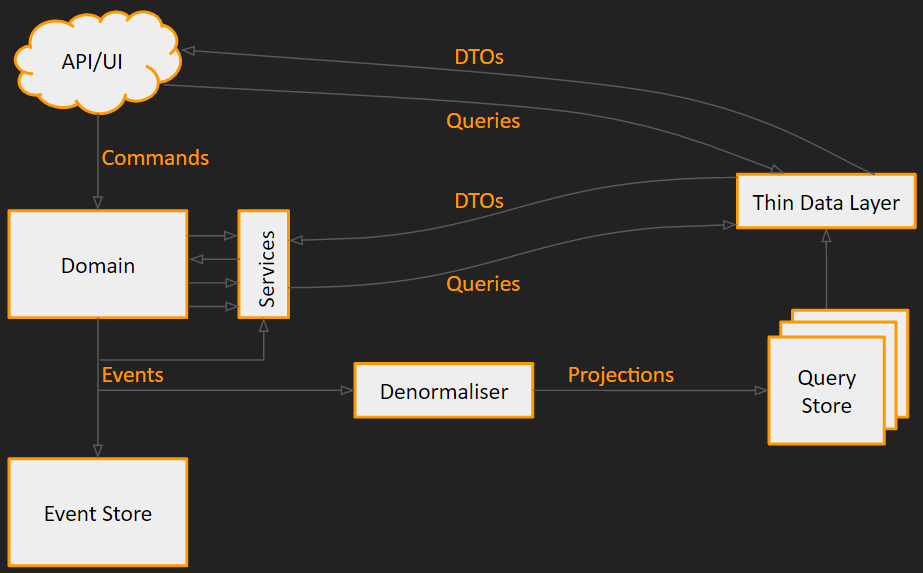 API/UI
DTOs
Queries
Commands
DTOs
Thin Data Layer
Domain
Services
Queries
Events
Denormaliser
Projections
Query
Store
Event Store